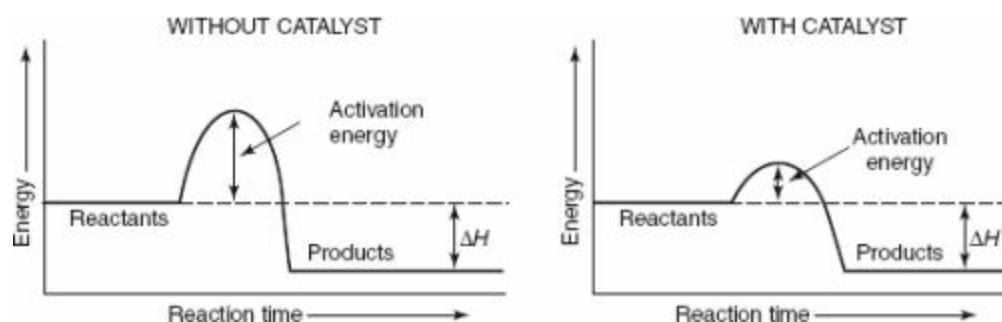 WITHOUT CATALYST
Energy
Activation
energy
Reactants
Products
ΔH
Reaction time
WITH CATALYST
Energy
Activation
energy
Reactants
Products
ΔH
Reaction time